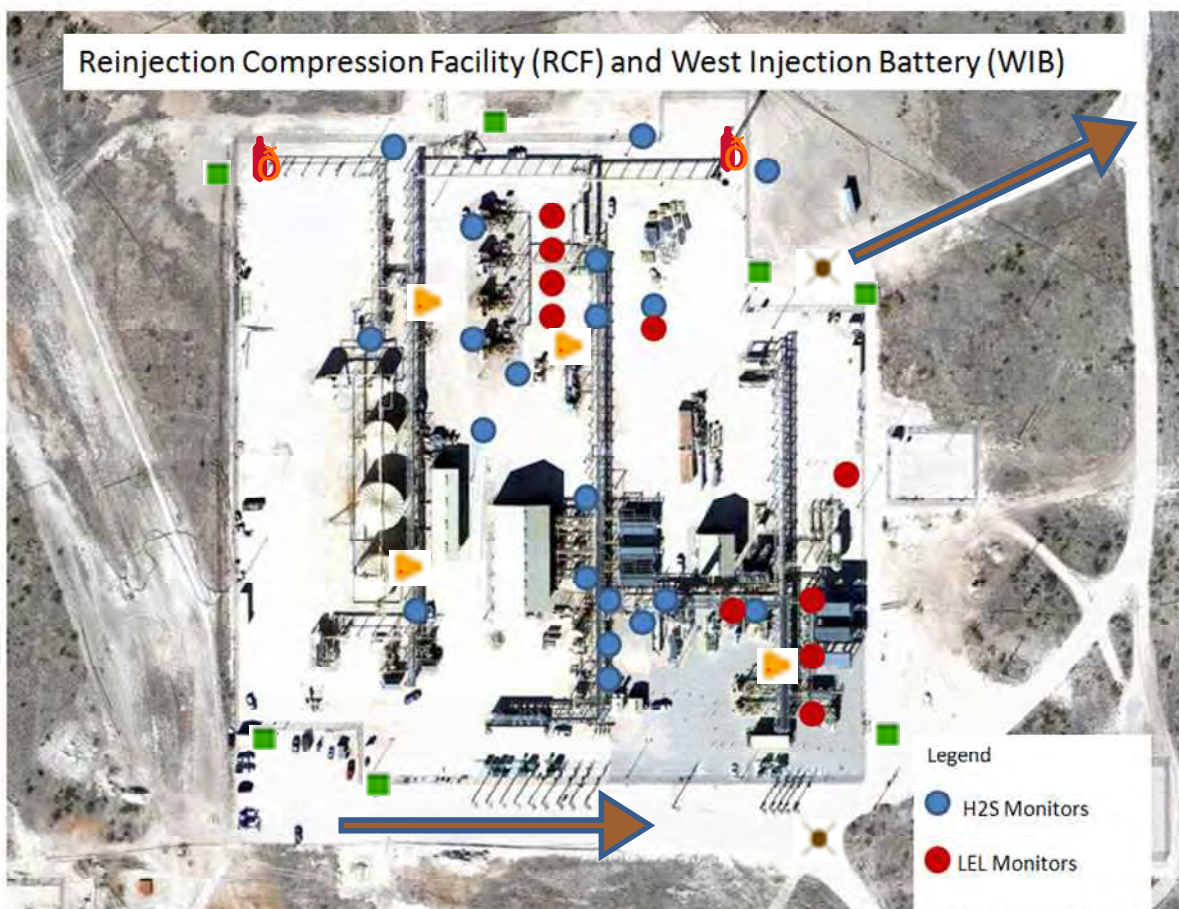 Reinjection Compression Facility (RCF) and West Injection Battery (WIB)
Legend
H2S Monitors
LEL Monitors